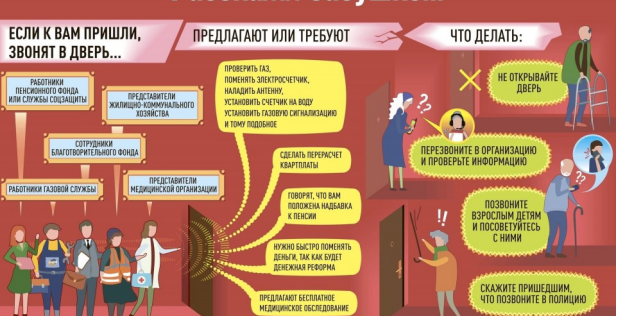 ЕСЛИ К ВАМ ПРИШЛИ,
ЗВОНЯТ В ДВЕРЬ...
ПРЕДЛАГАЮТ ИЛИ ТРЕБУЮТ
ЧТО ДЕЛАТЬ:
РАБОТНИКИ
ПЕНСИОННОГО ФОНДА
ИЛИ СЛУЖБЫ СОЦЗАЩИТЫ
ПРЕДСТАВИТЕЛИ
ЖИЛИЩНО-КОММУНАЛЬНОГО
ХОЗЯЙСТВА
СОТРУДНИКИ
БЛАГОТВОРИТЕЛЬНОГО ФОНДА
РАБОТНИКИ ГАЗОВОЙ СЛУЖБЫ
ПРЕДСТАВИТЕЛИ
МЕДИЦИНСКОЙ ОРГАНИЗАЦИИ
ПРОВЕРИТЬ ГАЗ,
ПОМЕНЯТЬ ЭЛЕКТРОСЧЕТЧИК,
НАЛАДИТЬ АНТЕННУ,
УСТАНОВИТЬ СЧЕТЧИК НА ВОДУ
УСТАНОВИТЬ ГАЗОВУЮ СИГНАЛИЗАЦИЮ
И ТОМУ ПОДОБНОЕ
СДЕЛАТЬ ПЕРЕРАСЧЕТ
КВАРТПЛАТЫ
ГОВОРЯТ, ЧТО ВАМ
ПОЛОЖЕНА НАДБАВКА
К ПЕНСИИ
НУЖНО БЫСТРО ПОМЕНЯТЬ
ДЕНЬГИ, ТАК КАК БУДЕТ
ДЕНЕЖНАЯ РЕФОРМА
ПРЕДЛАГАЮТ БЕСПЛАТНОЕ
МЕДИЦИНСКОЕ ОБСЛЕДОВАНИЕ
НЕ ОТКРЫВАЙТЕ
ДВЕРЬ
??
ПЕРЕЗВОНИТЕ В ОРГАНИЗАЦИЮ
И ПРОВЕРЬТЕ ИНФОРМАЦИЮ
??
ПОЗВОНИТЕ
ВЗРОСЛЫМ ДЕТЯМ
И ПОСОВЕТУЙТЕСЬ
С НИМИ
!!
СКАЖИТЕ ПРИШЕДШИМ,
ЧТО ПОЗВОНИТЕ В ПОЛИЦИЮ